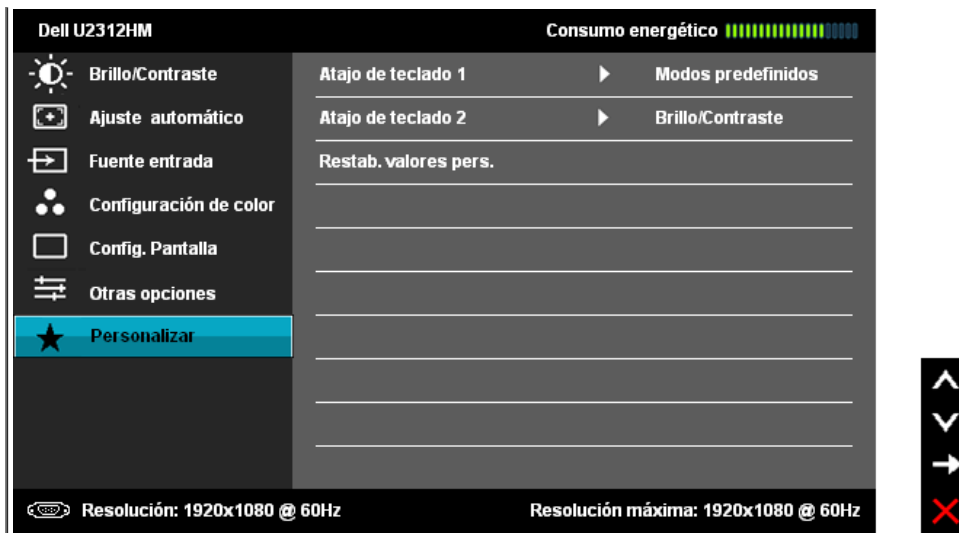 Dell U2312HM Consumo energético
Brillo/Contraste Atajo de teclado 1 Modos predefinidos
Ajuste automático Atajo de teclado 2 Brillo/Contraste
Fuente entrada Restab. valores pers.
Configuración de color
Config. Pantalla
Otras opciones
Personalizar
Resolución: 1920x1080 @ 60Hz Resolución máxima: 1920x1080 @ 60Hz